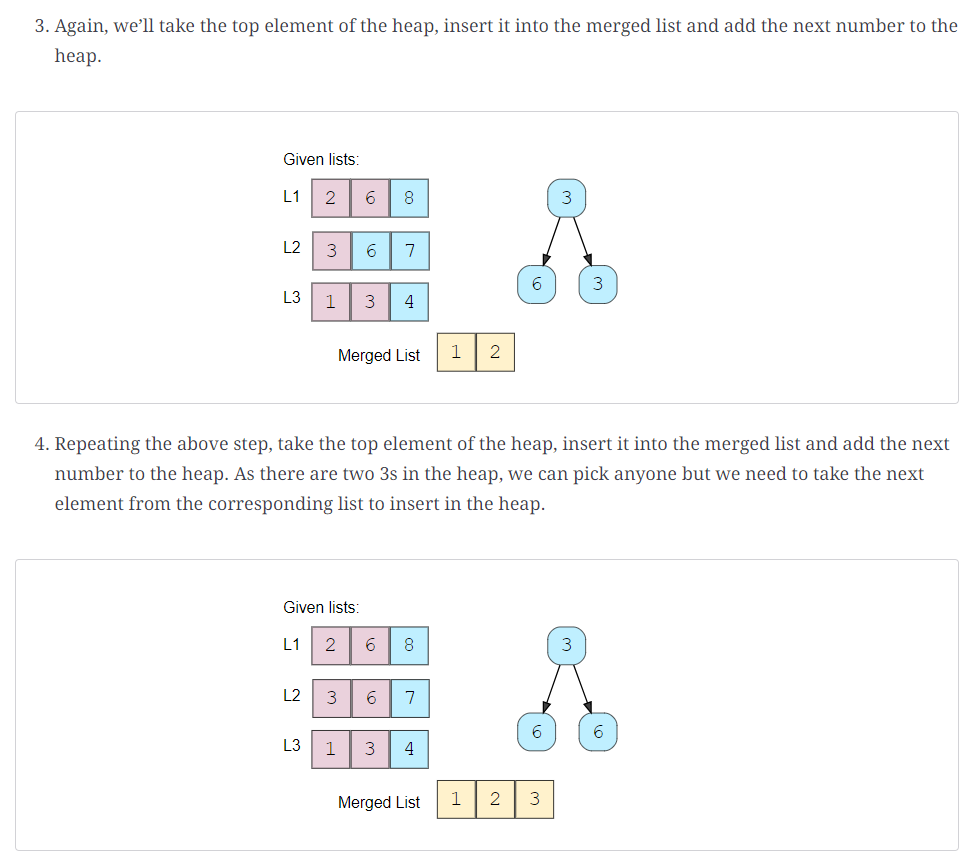 3. Again, we’ll take the top element of the heap, insert it into the merged list and add the next number to the
heap.
Given lists:
L1 2 6 8
3
L2 3 6 7
6 3
L3 1 3 4
Merged List 1 2
4. Repeating the above step, take the top element of the heap, insert it into the merged list and add the next
number to the heap. As there are two 3s in the heap, we can pick anyone but we need to take the next
element from the corresponding list to insert in the heap.
Given lists:
L1 2 6 8
3
L2 3 6 7
6 6
L3 1 3 4
Merged List 1 2 3